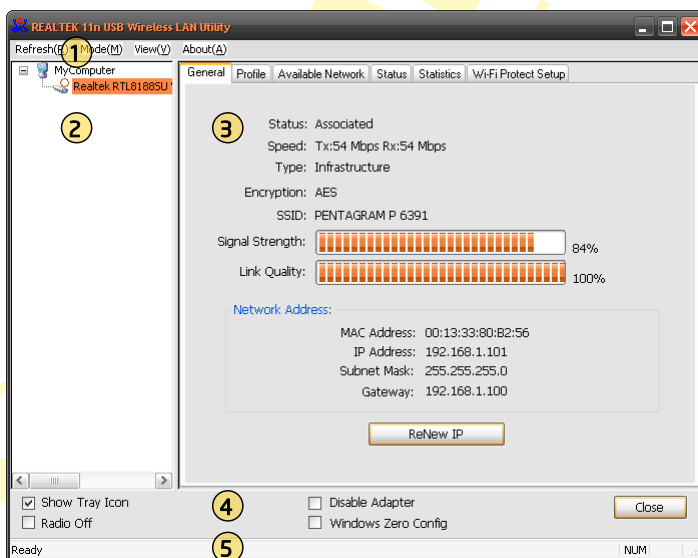 REALTEK 11n USB Wireless LAN Utility
Refresh(R) Mode(M) View(V) About(A)
1
MyComputer
Realtek RTL8188SU
2
General Profile Available Network Status Statistics Wi-Fi Protect Setup
3
Status: Associated
Speed: Tx:54 Mbps Rx:54 Mbps
Type: Infrastructure
Encryption: AES
SSID: PENTAGRAM P 6391
Signal Strength: 84%
Link Quality: 100%
Network Address:
MAC Address: 00:13:33:80:B2:56
IP Address: 192.168.1.101
Subnet Mask: 255.255.255.0
Gateway: 192.168.1.100
ReNew IP
Show Tray Icon
Radio Off
4
Disable Adapter
Windows Zero Config
Close
Ready
5
NUM